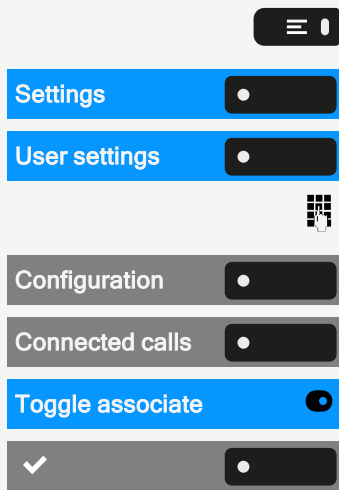 Settings
User settings
Configuration
Connected calls
Toggle associate